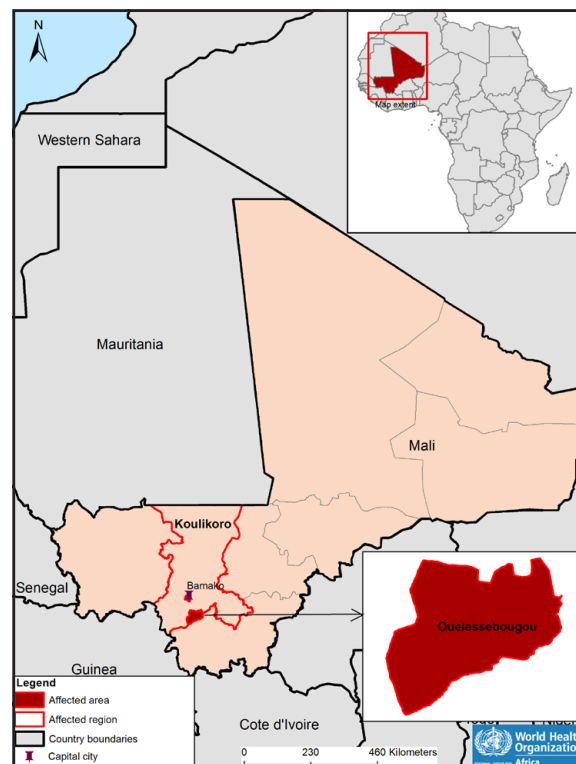 N
Map extent
Western Sahara
Mauritania
Mali
Koulikoro
Bamako
Senegal
Ouelessebougou
Guinea
Legend
Affected area
Affected region
Country boundaries
Capital city
Cote d'Ivoire
0 230 460 Kilometers
World Health
Organization
Africa